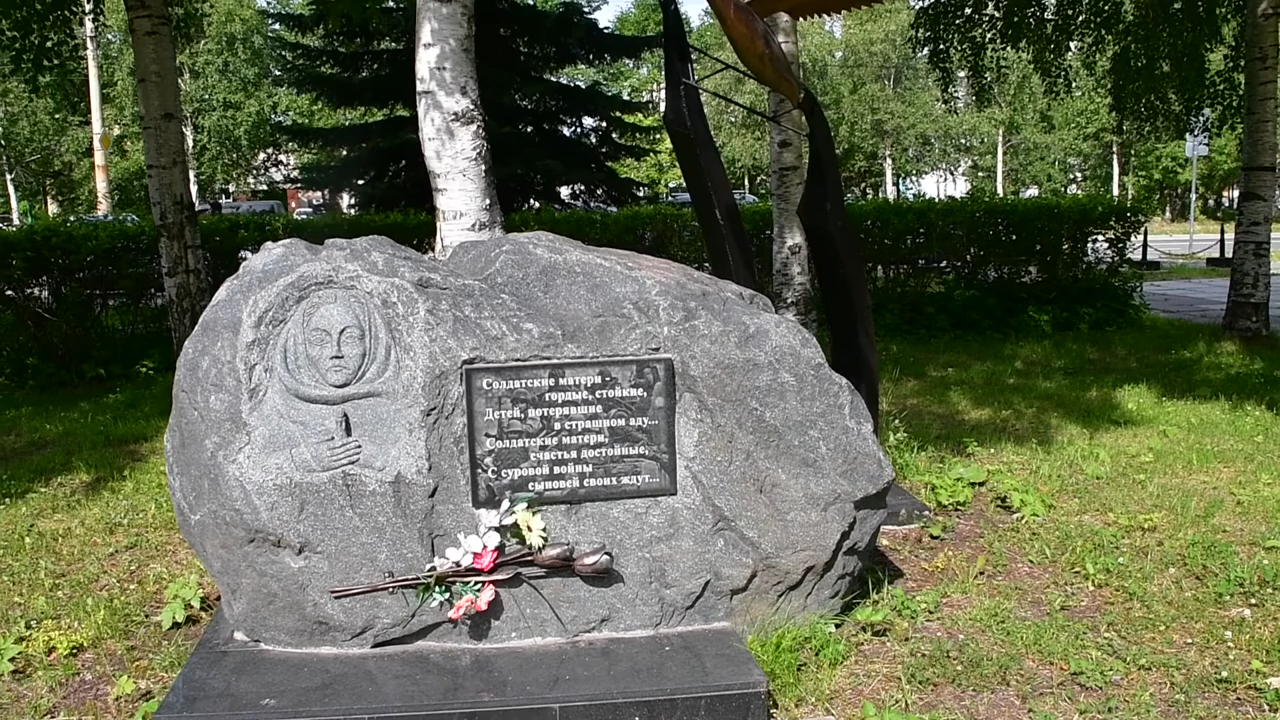 Солдатские матери -
гордые, стойкие,
Детей, потерявшие
в страшном аду...
Солдатские матери,
счастья достойные,
С суровой войны
сыновей своих ждут...